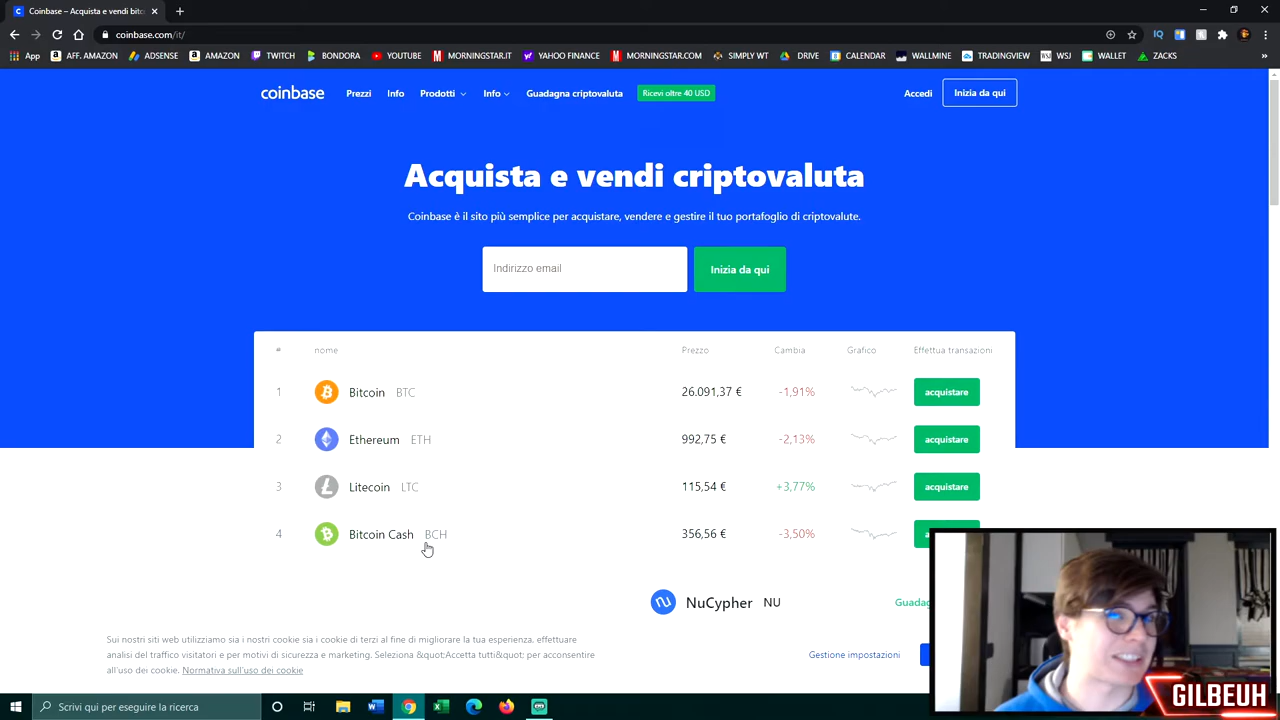 Coinbase – Acquista e vendi bitc
coinbase.com/it/
App AFF. AMAZON ADSENSE AMAZON TWITCH BONDORA YOUTUBE MORNINGSTAR.IT YAHOO FINANCE MORNINGSTAR.COM SIMPLY WT DRIVE CALENDAR WALLMINE TRADINGVIEW WSJ WALLET ZACKS
coinbase Prezzi Info Prodotti Info Guadagna criptovaluta Ricevi oltre 40 USD Accedi Inizia da qui
Acquista e vendi criptovaluta
Coinbase è il sito più semplice per acquistare, vendere e gestire il tuo portafoglio di criptovalute.
Indirizzo email Inizia da qui
# nome Prezzo Cambia Grafico Effettua transazioni
1 Bitcoin BTC 26.091,37 € -1,91% acquistare
2 Ethereum ETH 992,75 € -2,13% acquistare
3 Litecoin LTC 115,54 € +3,77% acquistare
4 Bitcoin Cash BCH 356,56 € -3,50%
NuCypher NU
Sui nostri siti web utilizziamo sia i nostri cookie sia i cookie di terzi al fine di migliorare la tua esperienza, effettuare
analisi del traffico visitatori e per motivi di sicurezza e marketing. Seleziona &quot;Accetta tutti&quot; per acconsentire
all'uso dei cookie. Normativa sull'uso dei cookie
Gestione impostazioni
Scrivi qui per eseguire la ricerca
GILBEUH